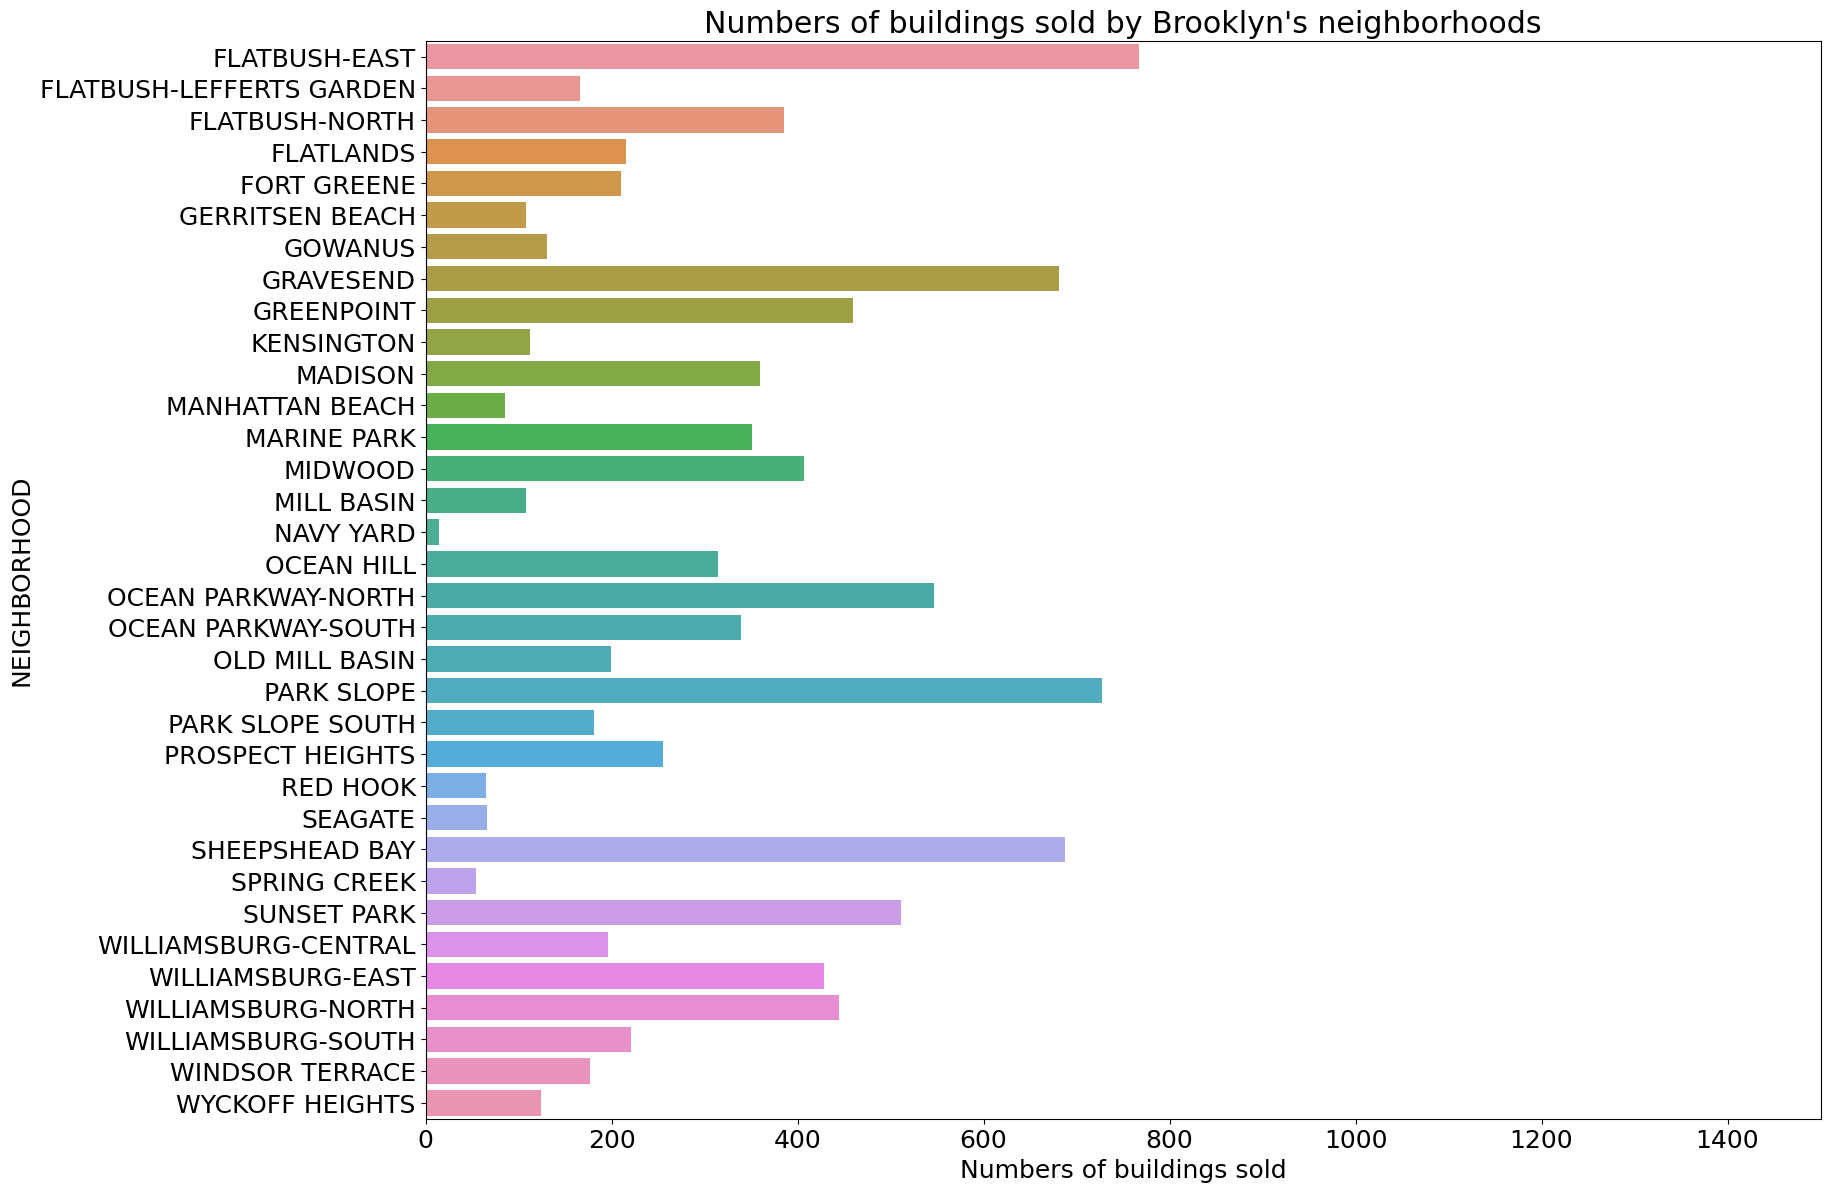 Numbers of buildings sold by Brooklyn's neighborhoods
NEIGHBORHOOD
FLATBUSH-EAST
FLATBUSH-LEFFERTS GARDEN
FLATBUSH-NORTH
FLATLANDS
FORT GREENE
GERRITSEN BEACH
GOWANUS
GRAVESEND
GREENPOINT
KENSINGTON
MADISON
MANHATTAN BEACH
MARINE PARK
MIDWOOD
MILL BASIN
NAVY YARD
OCEAN HILL
OCEAN PARKWAY-NORTH
OCEAN PARKWAY-SOUTH
OLD MILL BASIN
PARK SLOPE
PARK SLOPE SOUTH
PROSPECT HEIGHTS
RED HOOK
SEAGATE
SHEEPSHEAD BAY
SPRING CREEK
SUNSET PARK
WILLIAMSBURG-CENTRAL
WILLIAMSBURG-EAST
WILLIAMSBURG-NORTH
WILLIAMSBURG-SOUTH
WINDSOR TERRACE
WYCKOFF HEIGHTS
0 200 400 600 800 1000 1200 1400
Numbers of buildings sold